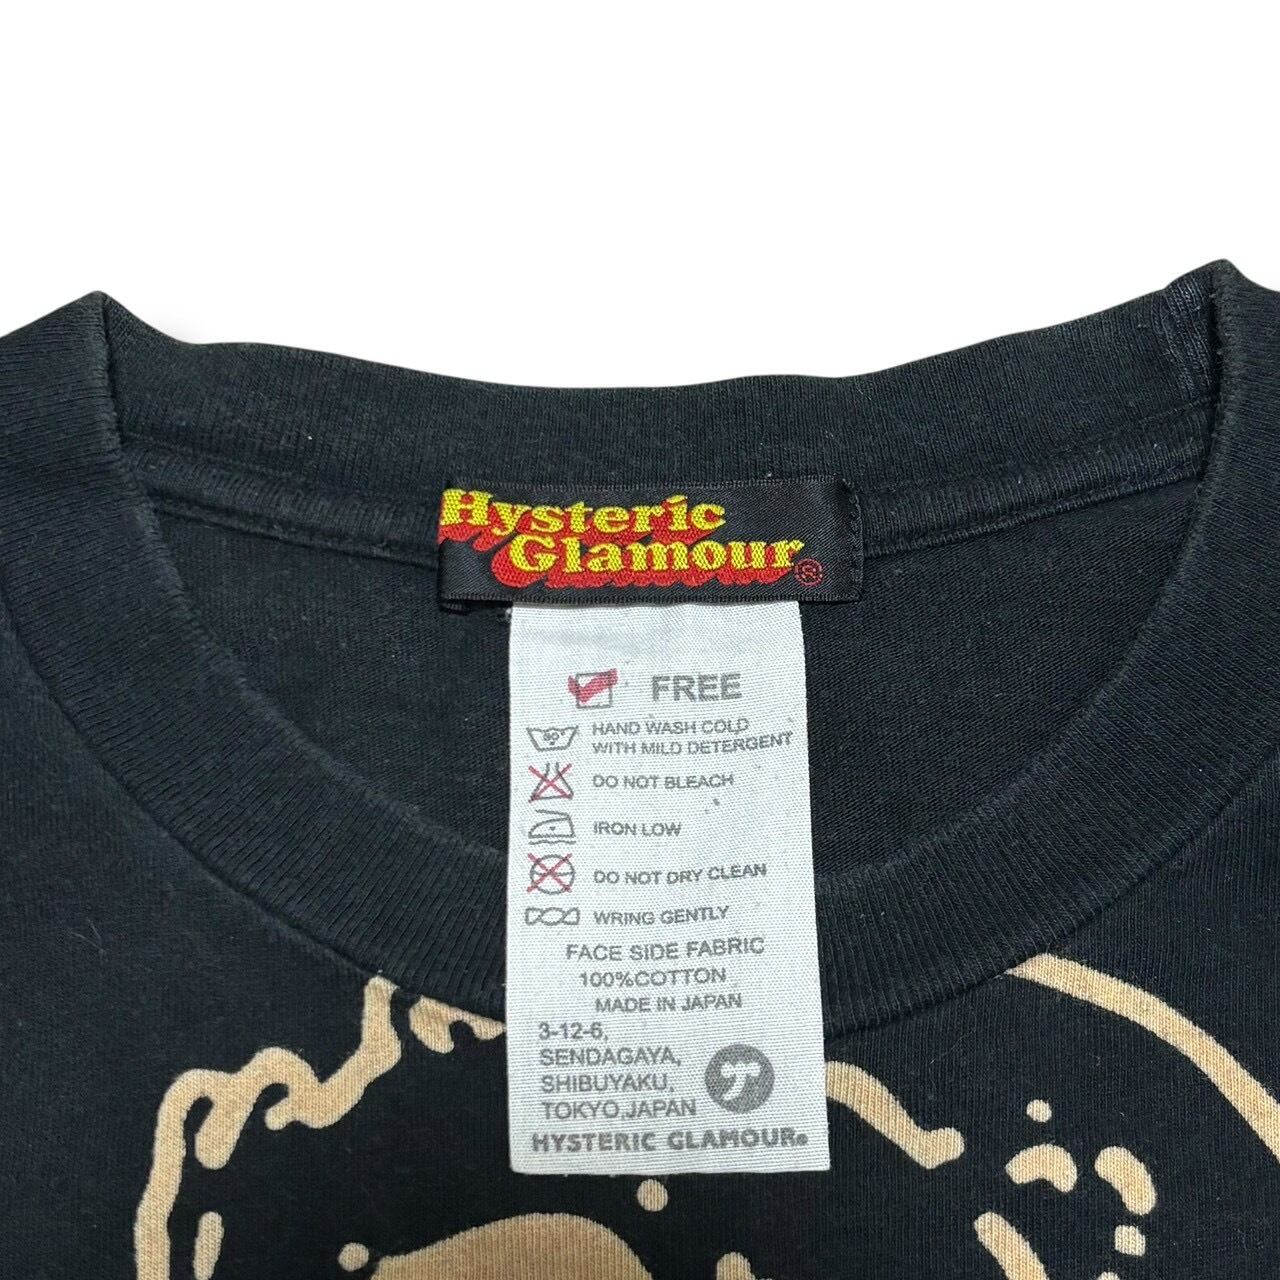 Hysteric
Glamour®
FREE
40
HAND WASH COLD
WITH MILD DETERGENT
DO NOT BLEACH
IRON LOW
DO NOT DRY CLEAN
WRING GENTLY
FACE SIDE FABRIC
100%COTTON
MADE IN JAPAN
3-12-6,
SENDAGAYA,
SHIBUYAKU,
TOKYO,JAPAN
HYSTERIC GLAMOUR®